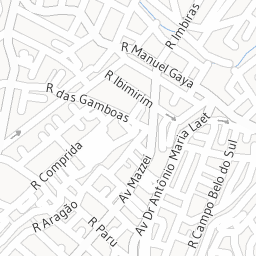 R Imbiras
R Manuel Gaya
R Ibimirim
R das Gamboas
R Comprida
Av Mazzei
Av Dr Antônio Maria Laet
R Campo Belo do Sul
R Aragão
R Paru